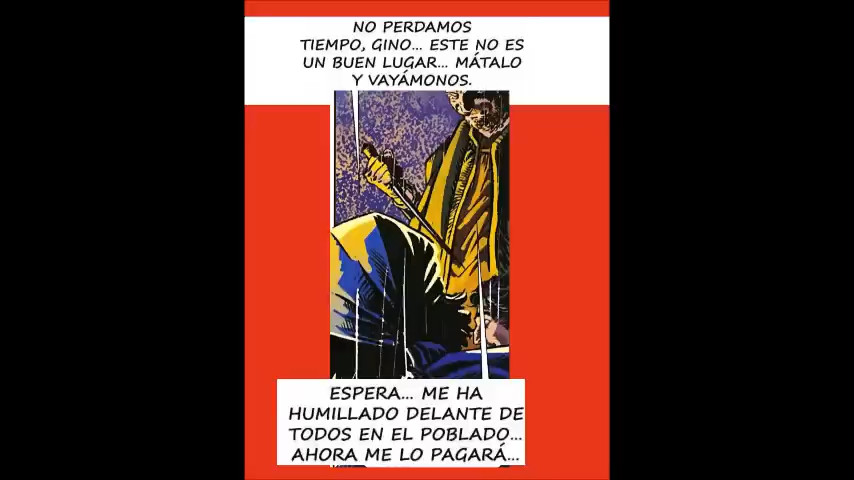 NO PERDAMOS
TIEMPO, GINO... ESTE NO ES
UN BUEN LUGAR... MÁTALO
Y VAYÁMONOS.
ESPERA... ME HA
HUMILLADO DELANTE DE
TODOS EN EL POBLADO...
AHORA ME LO PAGARÁ...